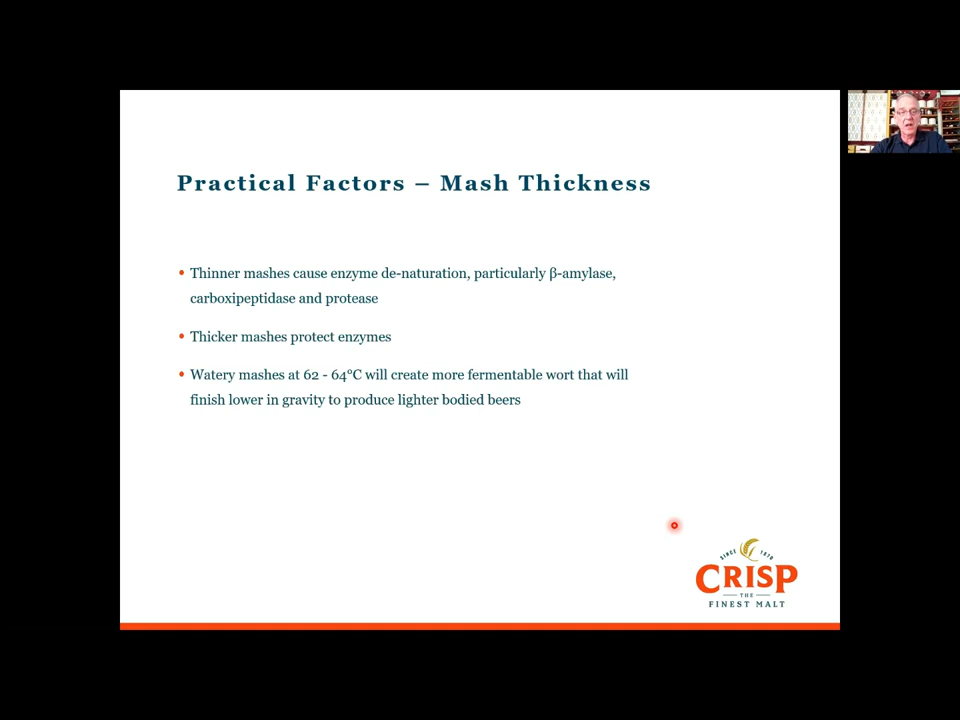 Practical Factors – Mash Thickness
• Thinner mashes cause enzyme de-naturation, particularly β-amylase,
carboxipeptidase and protease
• Thicker mashes protect enzymes
• Watery mashes at 62 - 64°C will create more fermentable wort that will
finish lower in gravity to produce lighter bodied beers
SINCE 1870
CRISP
THE
FINEST MALT